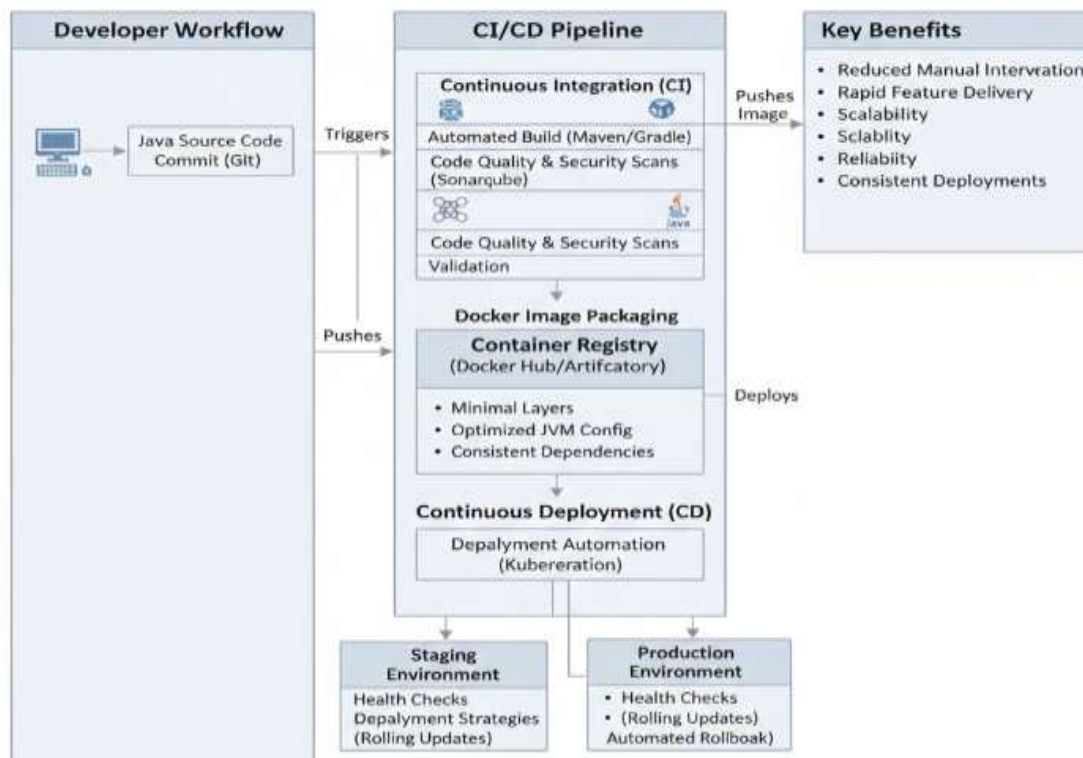 Developer Workflow
Java Source Code
Commit (Git)
Triggers
Pushes
CI/CD Pipeline
Continuous Integration (CI)
Automated Build (Maven/Gradle)
Code Quality & Security Scans
(Sonarqube)
Java
Code Quality & Security Scans
Validation
Docker Image Packaging
Container Registry
(Docker Hub/Artifcatory)
• Minimal Layers
• Optimized JVM Config
• Consistent Dependencies
Continuous Deployment (CD)
Depalyment Automation
(Kubereration)
Pushes
Image
Deploys
Key Benefits
• Reduced Manual Intervration
• Rapid Feature Delivery
• Scalability
• Sclablity
• Reliabiity
• Consistent Deployments
Staging
Environment
Health Checks
Depalyment Strategies
(Rolling Updates)
Production
Environment
• Health Checks
• (Rolling Updates)
Automated Rollboak)